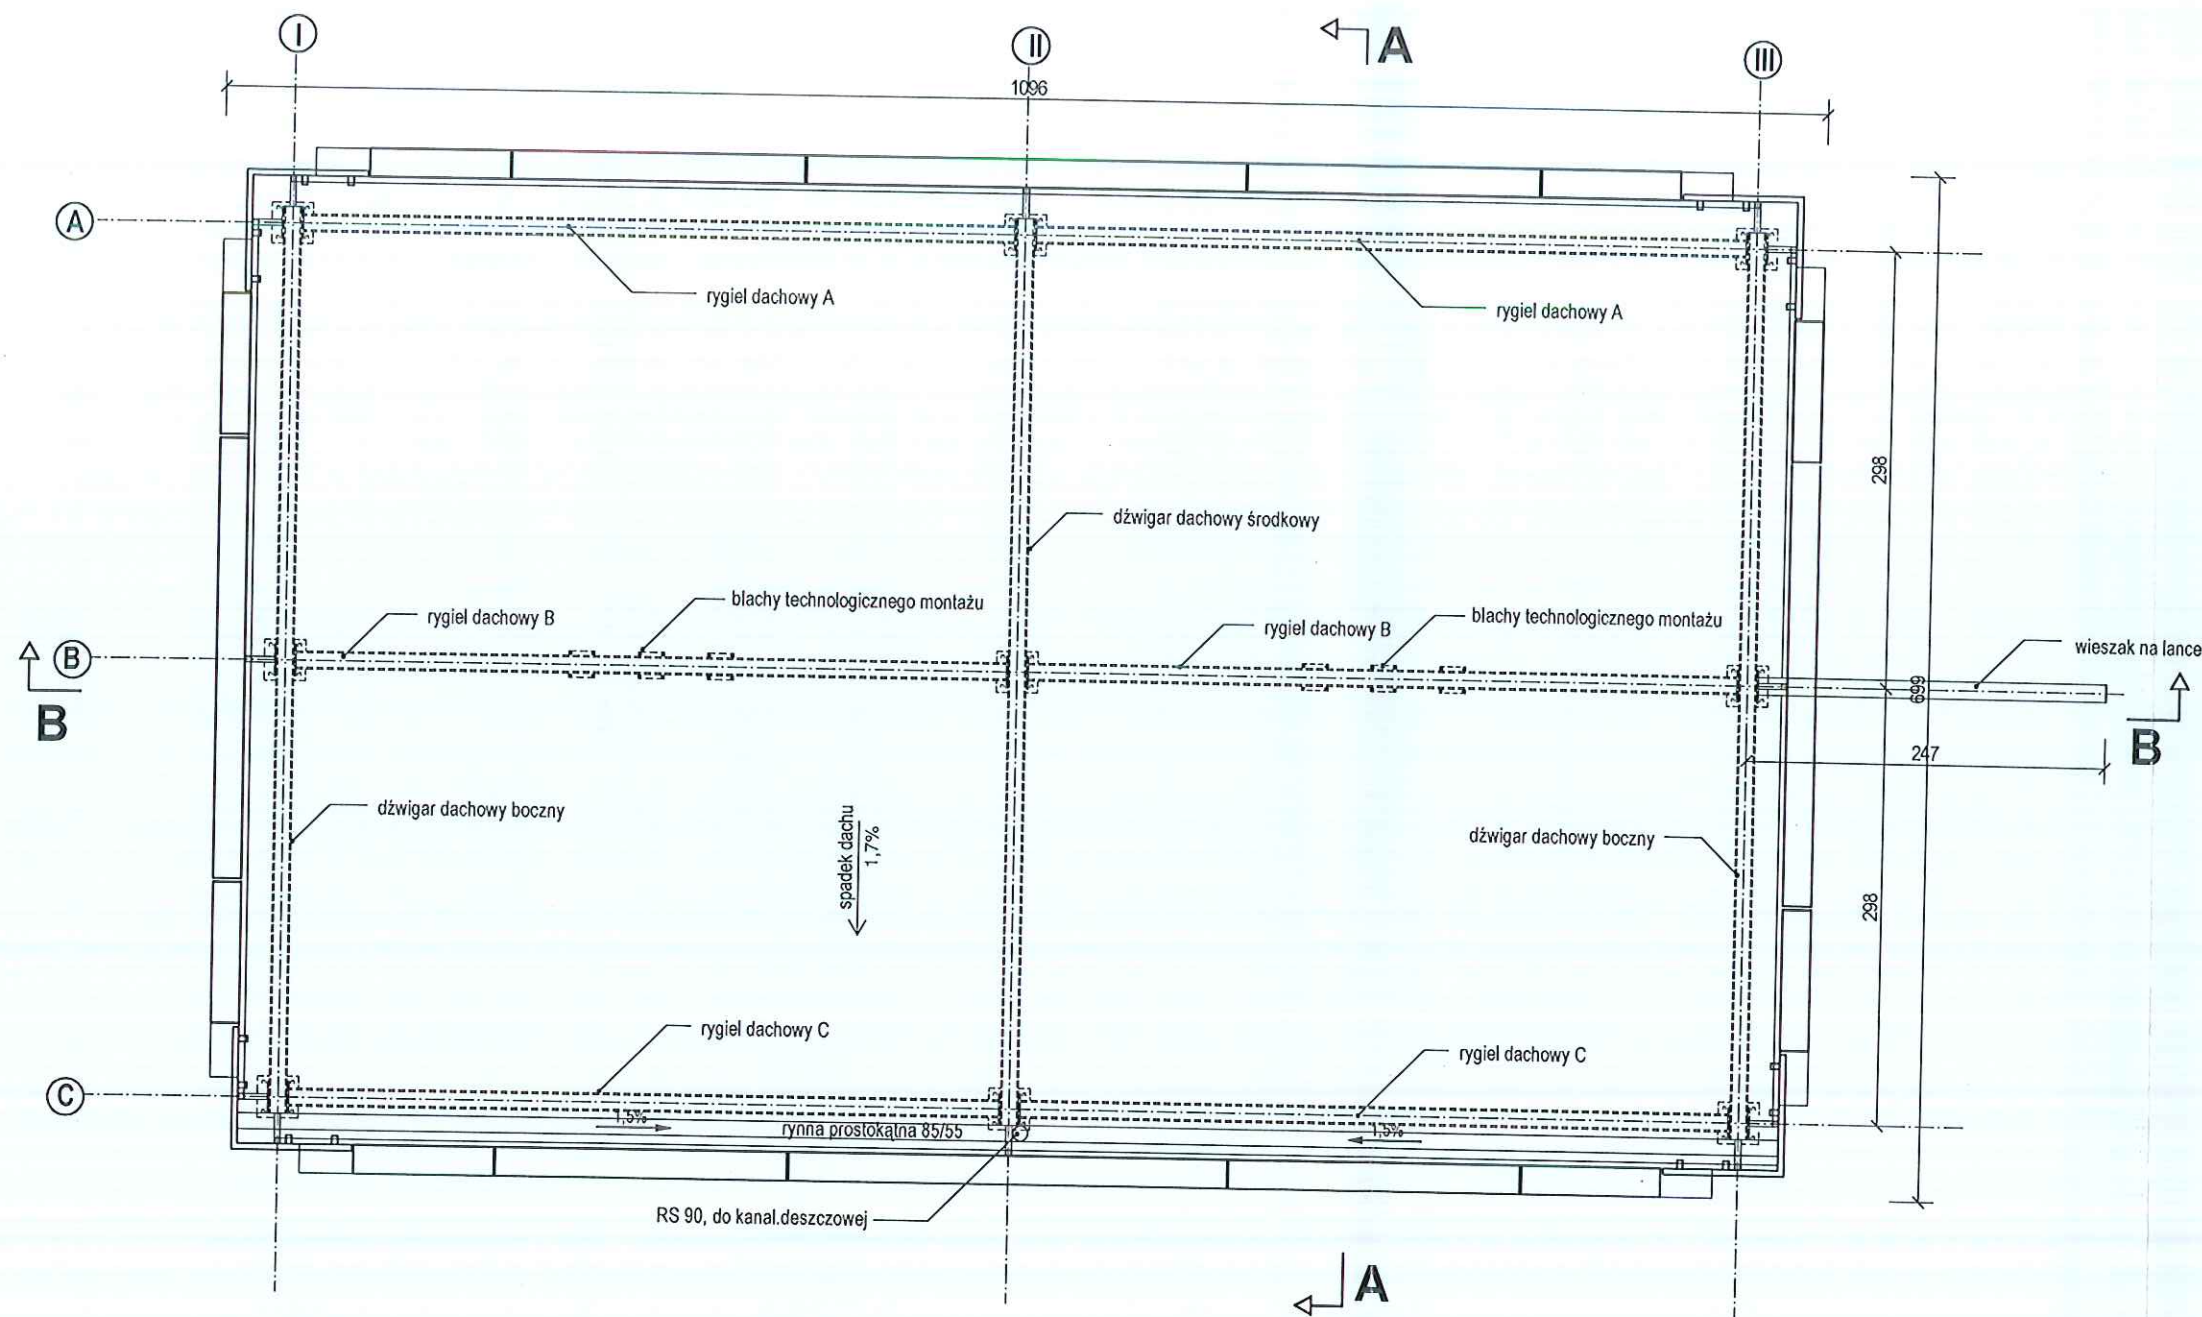 I
II
III
A
1096
A
rygiel dachowy A
rygiel dachowy A
298
dźwigar dachowy środkowy
blachy technologicznego montażu
rygiel dachowy B
blachy technologicznego montażu
rygiel dachowy B
wieszak na lance
B
B
699
B
247
dźwigar dachowy boczny
spadek dachu
1,7%
dźwigar dachowy boczny
298
rygiel dachowy C
rygiel dachowy C
C
1,5%
rynna prostokątna 85/55
1,5%
RS 90, do kanal.deszczowej
A